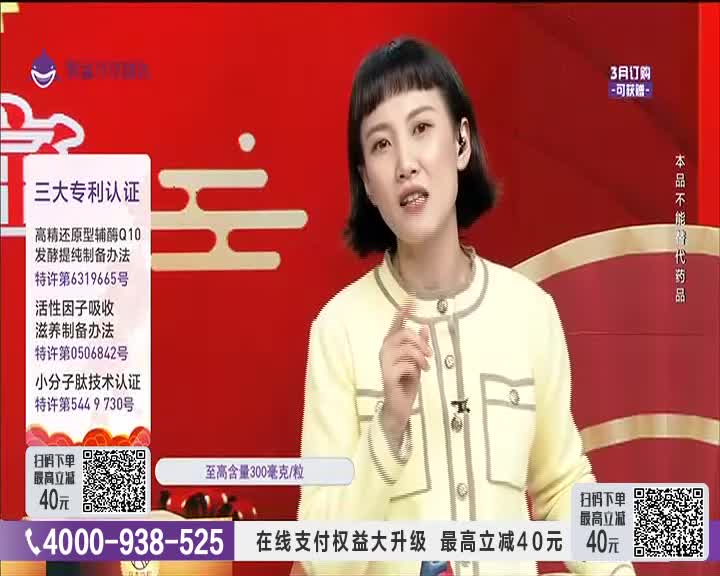 3月订购
-可获赠-
本品不能替代药品
三大专利认证
高精还原型辅酶Q10
发酵提纯制备办法
特许第6319665号
活性因子吸收
滋养制备办法
特许第0506842号
小分子肽技术认证
特许第544 9 730号
至高含量300毫克/粒
扫码下单
最高立减
40元
4000-938-525
在线支付权益大升级 最高立减40元
扫码下单
最高立减
40元